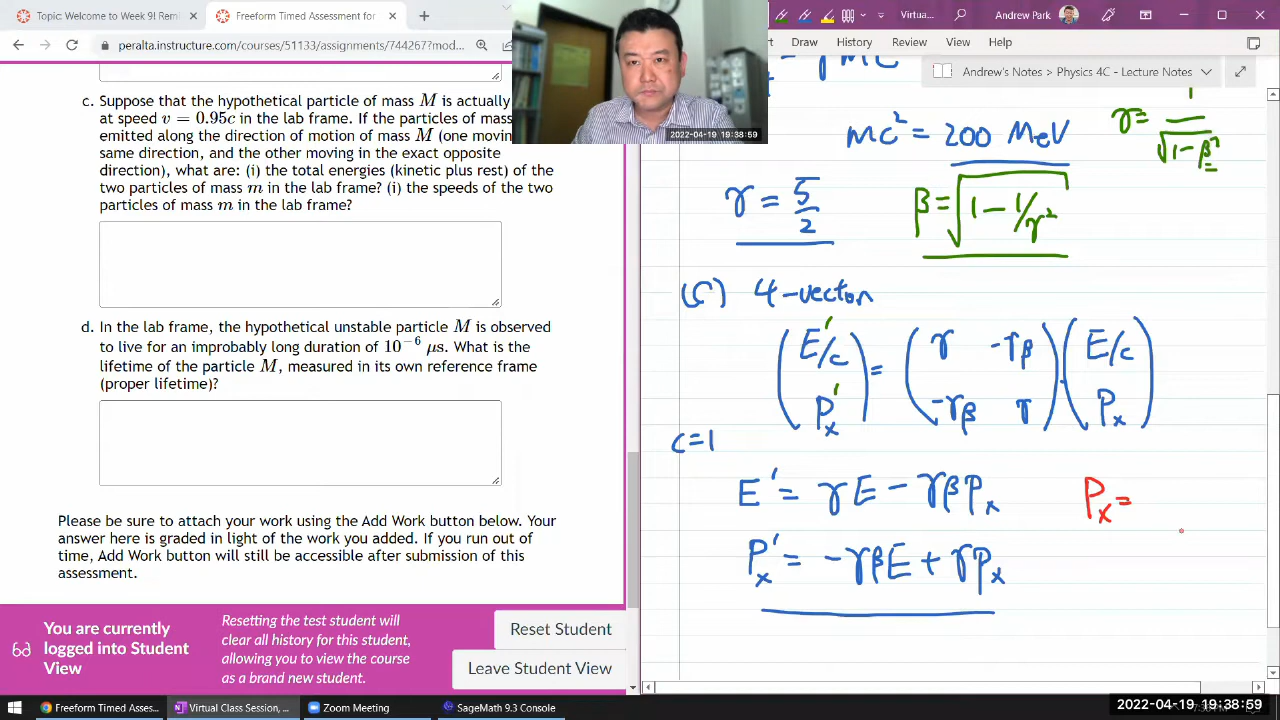 Topic: Welcome to Week 9! Rem
Freeform Timed Assessment for
Virtual...
Andrew Park
peralta.instructure.com/courses/51133/assignments/7442677mod...
Draw
History
Review
View
Help
Andrew's Notes » Physics 4C - Lecture Notes
2022-04-19 19:38:59
c. Suppose that the hypothetical particle of mass M is actually
at speed v = 0.95c in the lab frame. If the particles of mass
emitted along the direction of motion of mass M (one movin
same direction, and the other moving in the exact opposite
direction), what are: (i) the total energies (kinetic plus rest) of the
two particles of mass m in the lab frame? (i) the speeds of the two
particles of mass m in the lab frame?
d. In the lab frame, the hypothetical unstable particle M is observed
to live for an improbably long duration of 10⁻⁶ μs. What is the
lifetime of the particle M, measured in its own reference frame
(proper lifetime)?
Please be sure to attach your work using the Add Work button below. Your
answer here is graded in light of the work you added. If you run out of
time, Add Work button will still be accessible after submission of this
assessment.
You are currently
logged into Student
View
Resetting the test student will
clear all history for this student,
allowing you to view the course
as a brand new student.
Reset Student
Leave Student View
mc² = 200 MeV
γ = 1/√1-β²
γ = 5/2
β = √1 - 1/γ²
(c) 4-vector
(E'/c Px') = (γ -γβ -γβ γ)(E/c Px)
c=1
E' = γE - γβPx
Px' = -γβE + γPx
Px =
Freeform Timed Asses...
Virtual Class Session, ...
Zoom Meeting
SageMath 9.3 Console
2022-04-19 19:38:59